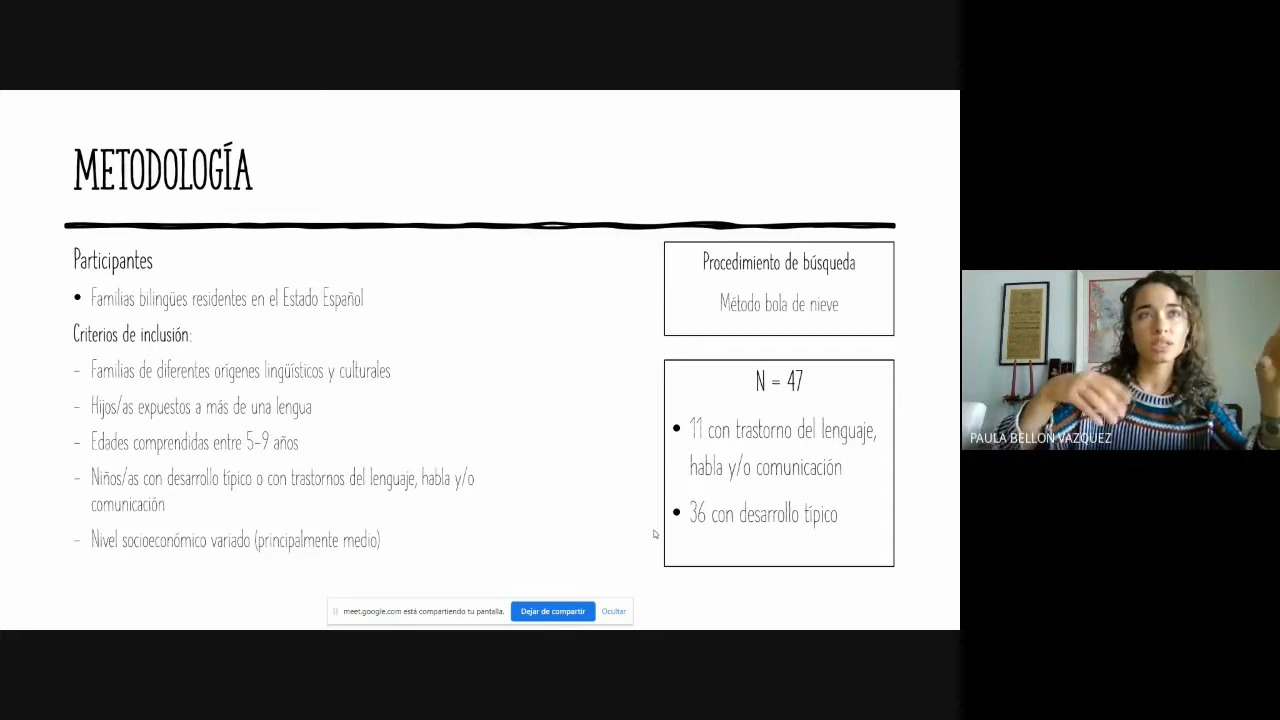 METODOLOGÍA
Participantes
• Familias bilingües residentes en el Estado Español
Criterios de inclusión:
- Familias de diferentes orígenes lingüísticos y culturales
- Hijos/as expuestos a más de una lengua
- Edades comprendidas entre 5-9 años
- Niños/as con desarrollo típico o con trastornos del lenguaje, habla y/o
comunicación
- Nivel socioeconómico variado (principalmente medio)
Procedimiento de búsqueda
Método bola de nieve
N = 47
• 11 con trastorno del lenguaje,
habla y/o comunicación
• 36 con desarrollo típico
meet.google.com está compartiendo tu pantalla.
Dejar de compartir
Ocultar
PAULA BELLON VAZQUEZ